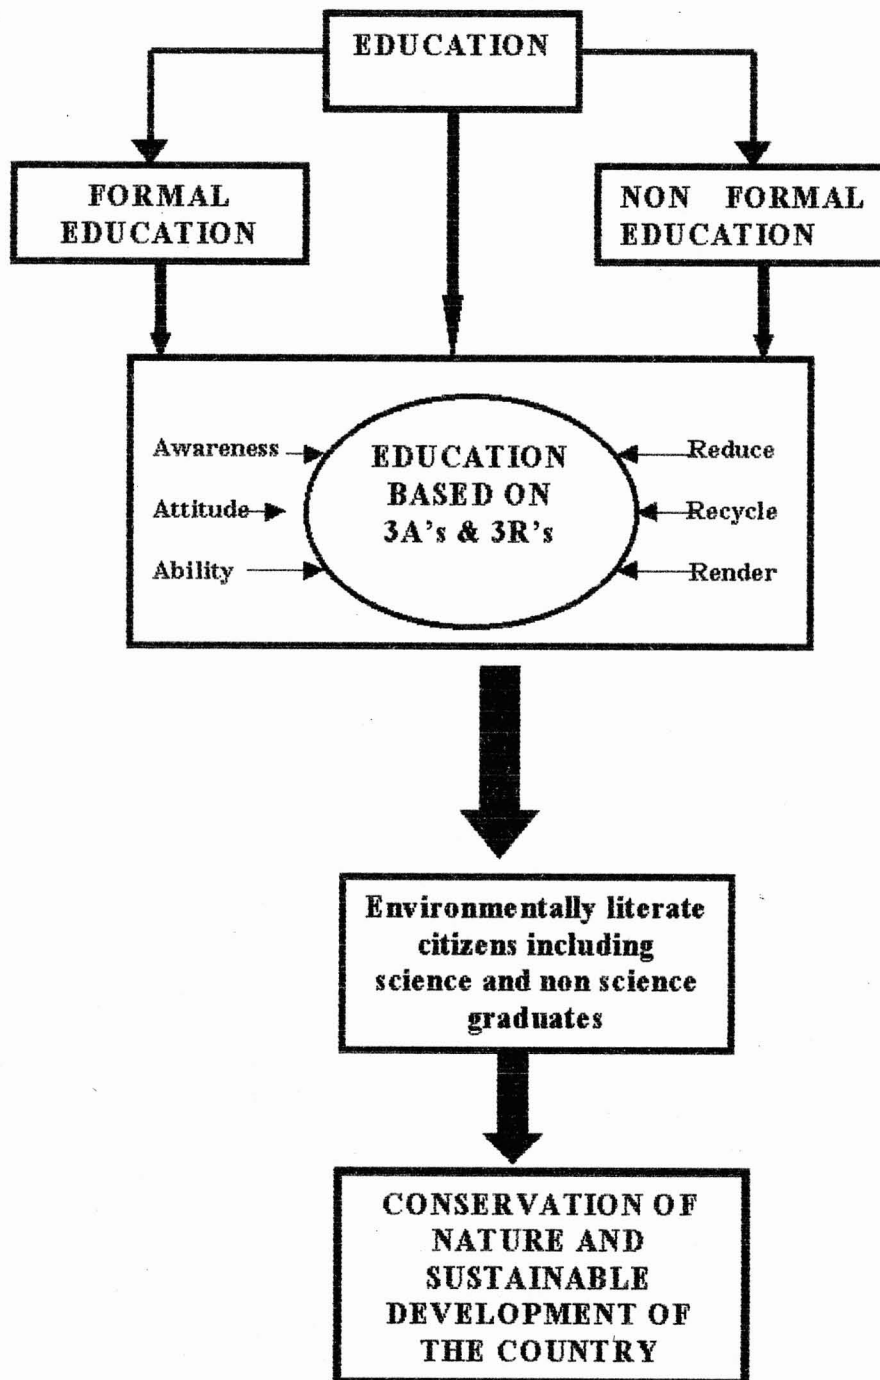 EDUCATION
FORMAL
EDUCATION
NON FORMAL
EDUCATION
Awareness
Attitude
Ability
EDUCATION
BASED ON
3A's & 3R's
Reduce
Recycle
Render
Environmentally literate
citizens including
science and non science
graduates
CONSERVATION OF
NATURE AND
SUSTAINABLE
DEVELOPMENT OF
THE COUNTRY